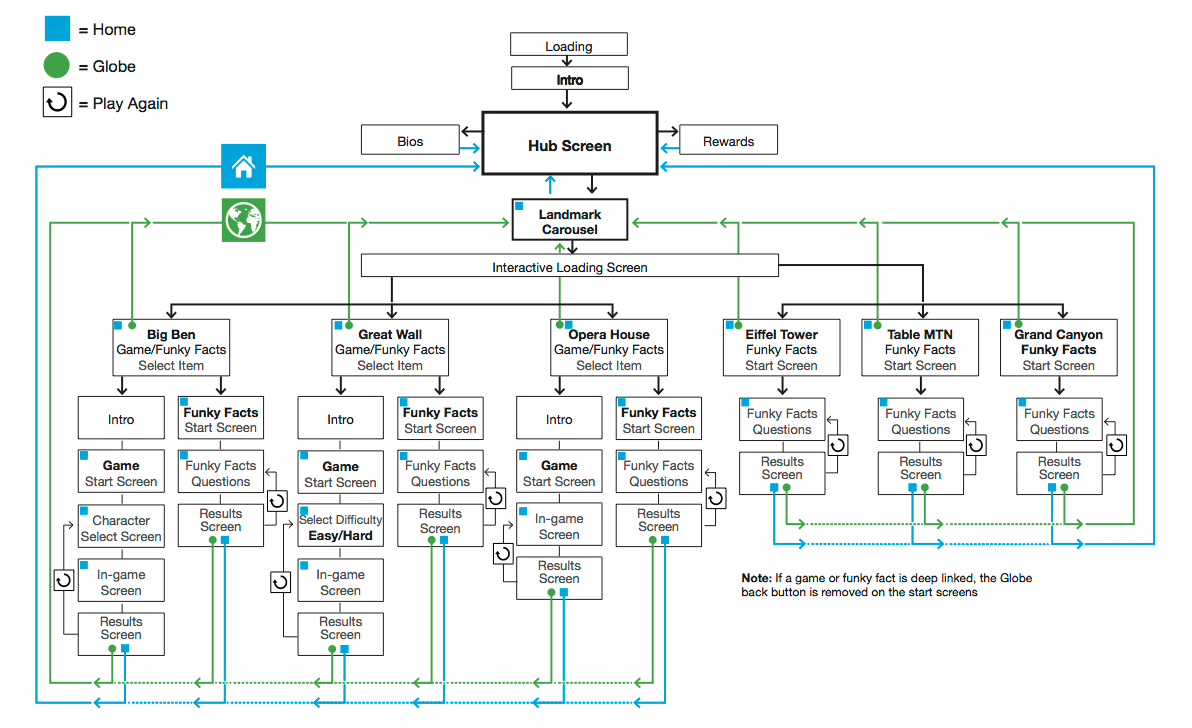 = Home
= Globe
= Play Again
Loading
Intro
Hub Screen
Bios
Rewards
Landmark
Carousel
Interactive Loading Screen
Big Ben
Game/Funky Facts
Select Item
Great Wall
Game/Funky Facts
Select Item
Opera House
Game/Funky Facts
Select Item
Eiffel Tower
Funky Facts
Start Screen
Table MTN
Funky Facts
Start Screen
Grand Canyon
Funky Facts
Start Screen
Intro
Game
Start Screen
Character
Select Screen
In-game
Screen
Results
Screen
Funky Facts
Start Screen
Funky Facts
Questions
Results
Screen
Intro
Game
Start Screen
Select Difficulty
Easy/Hard
In-game
Screen
Results
Screen
Funky Facts
Start Screen
Funky Facts
Questions
Results
Screen
Intro
Game
Start Screen
In-game
Screen
Results
Screen
Funky Facts
Start Screen
Funky Facts
Questions
Results
Screen
Funky Facts
Questions
Results
Screen
Funky Facts
Questions
Results
Screen
Funky Facts
Questions
Results
Screen
Note: If a game or funky fact is deep linked, the Globe
back button is removed on the start screens